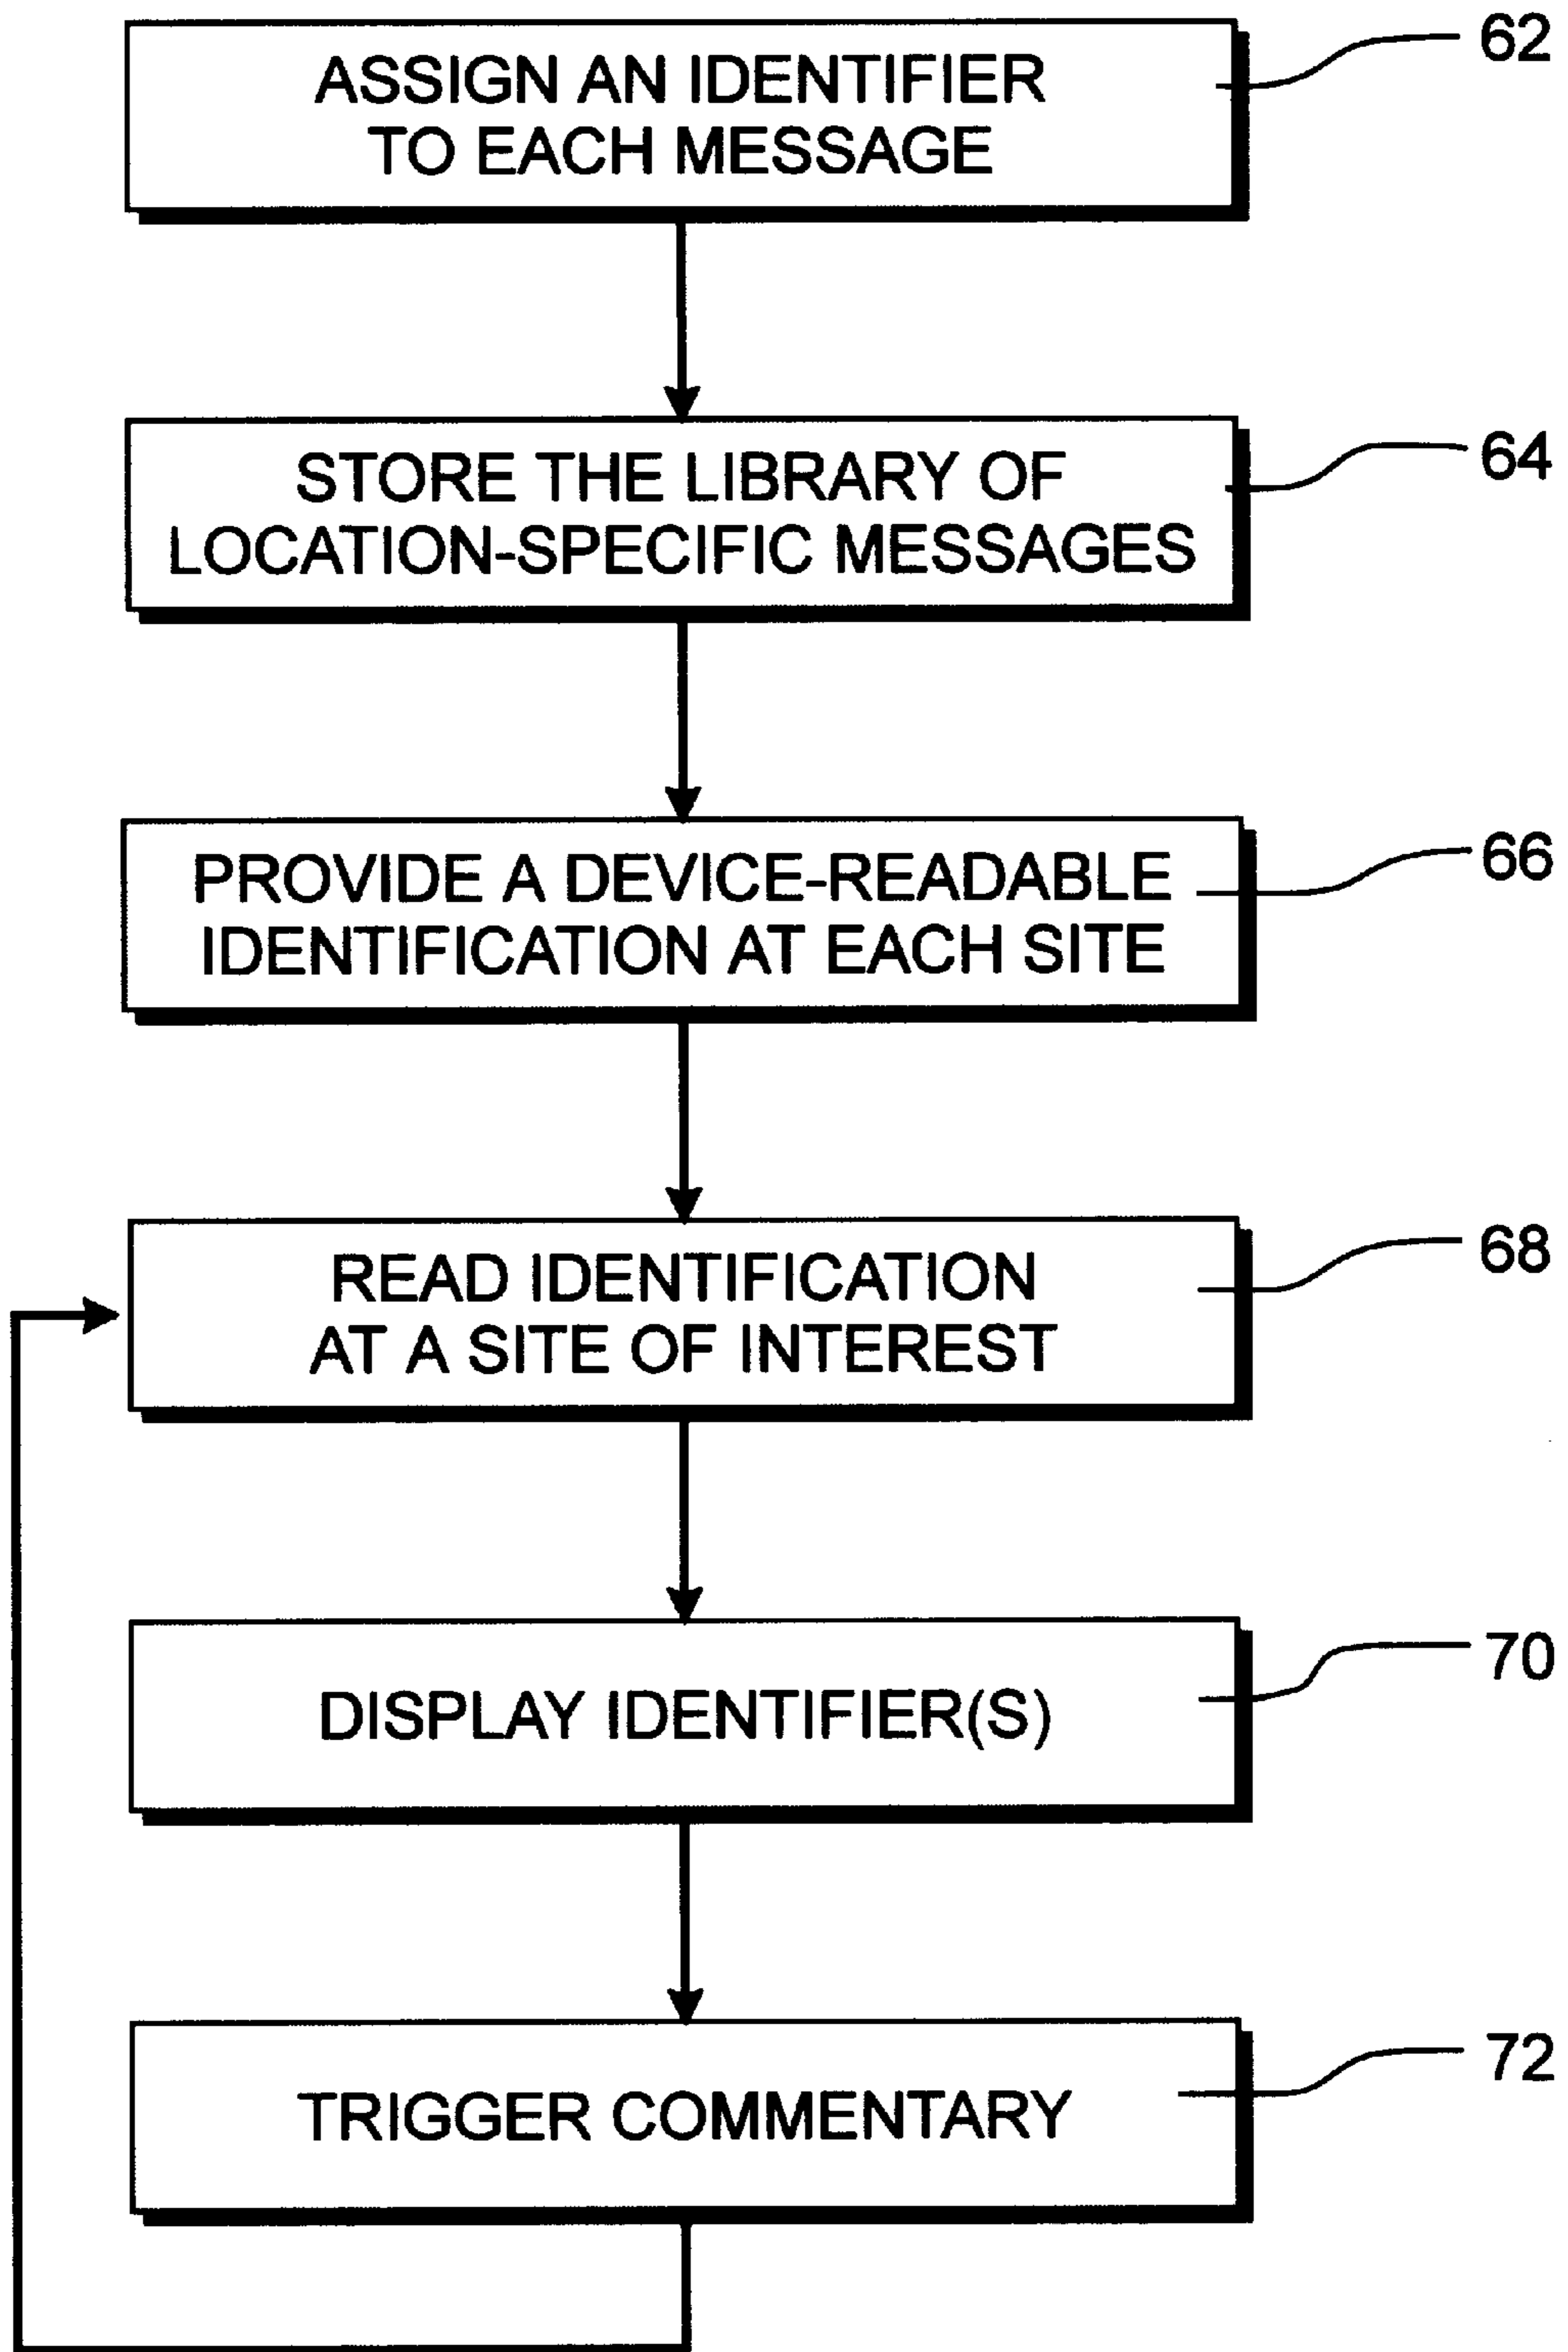 ASSIGN AN IDENTIFIER
TO EACH MESSAGE
62
STORE THE LIBRARY OF
LOCATION-SPECIFIC MESSAGES
64
PROVIDE A DEVICE-READABLE
IDENTIFICATION AT EACH SITE
66
READ IDENTIFICATION
AT A SITE OF INTEREST
68
DISPLAY IDENTIFIER(S)
70
TRIGGER COMMENTARY
72